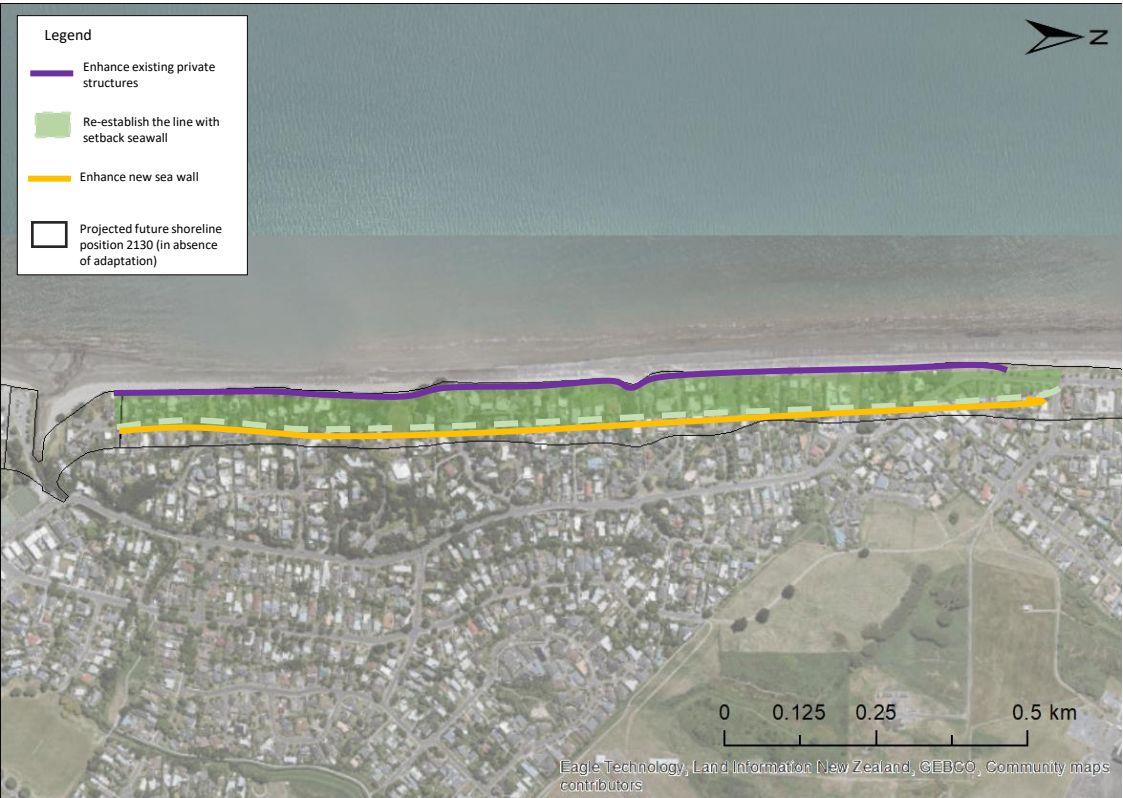 Legend
Enhance existing private
structures
Re-establish the line with
setback seawall
Enhance new sea wall
Projected future shoreline
position 2130 (in absence
of adaptation)
N
0 0.125 0.25 0.5 km
Eagle Technology, Land Information New Zealand, GEBCO, Community maps
contributors